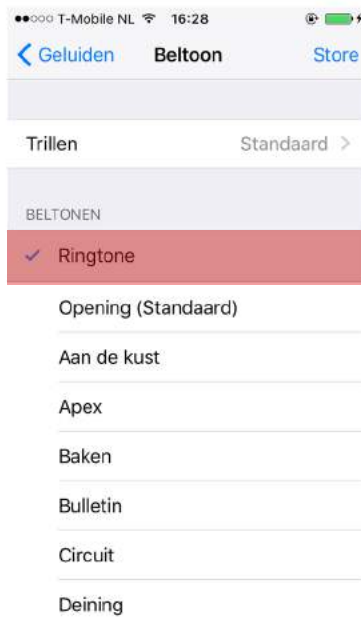 T-Mobile NL 16:28
Geluiden Beltoon Store
Trillen Standaard
BELTONEN
Ringtone
Opening (Standaard)
Aan de kust
Apex
Baken
Bulletin
Circuit
Deining